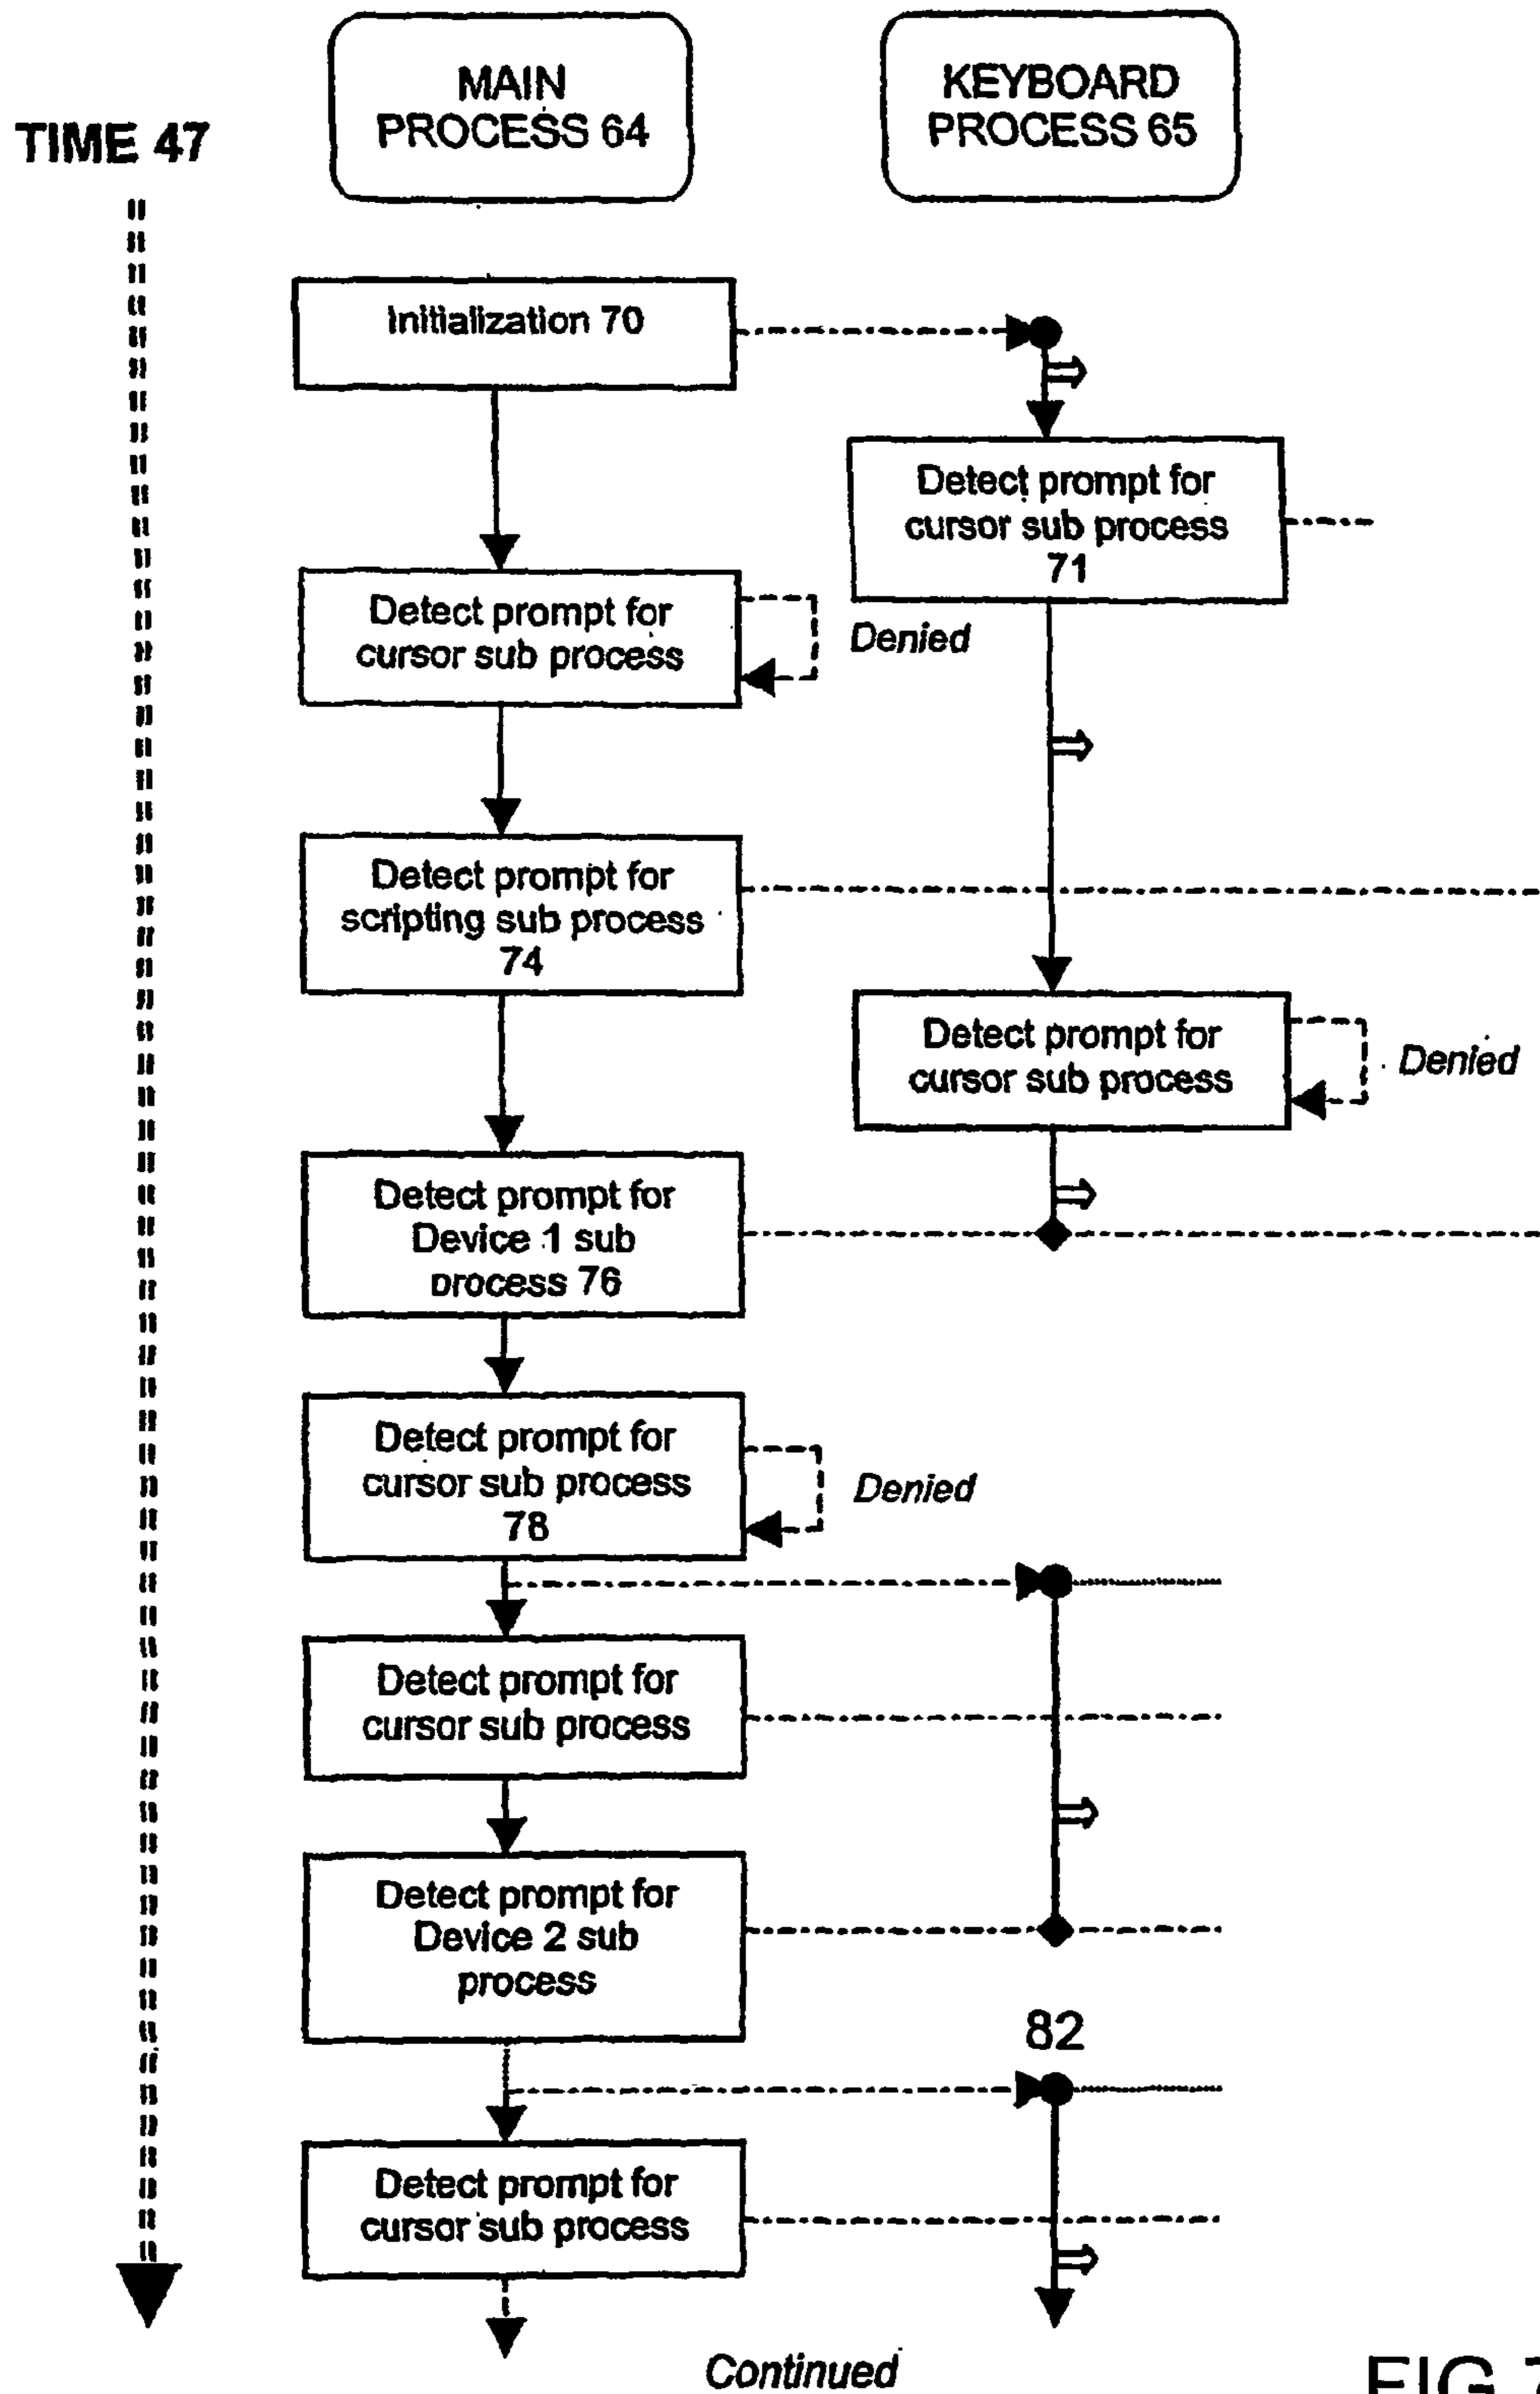 MAIN
PROCESS 64
KEYBOARD
PROCESS 65
TIME 47
Initialization 70
Detect prompt for
cursor sub process
71
Detect prompt for
cursor sub process
Denied
Detect prompt for
scripting sub process
74
Detect prompt for
cursor sub process
Denied
Detect prompt for
Device 1 sub
process 76
Detect prompt for
cursor sub process
78
Denied
Detect prompt for
cursor sub process
Detect prompt for
Device 2 sub
process
82
Detect prompt for
cursor sub process
Continued
FIG 7